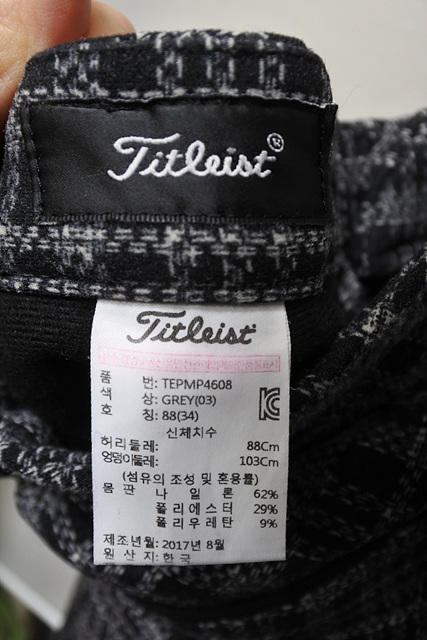 Titleist®
Titleist
품 번: TEPMP4608
색 상: GREY(03)
호 칭: 88(34)
신체치수
허리둘레: 88Cm
엉덩이둘레: 103Cm
(섬유의 조성 및 혼용률)
몸 판 나 일 론 62%
폴리에스터 29%
폴리우레탄 9%
제조년월: 2017년 8월
원 산 지: 한 국